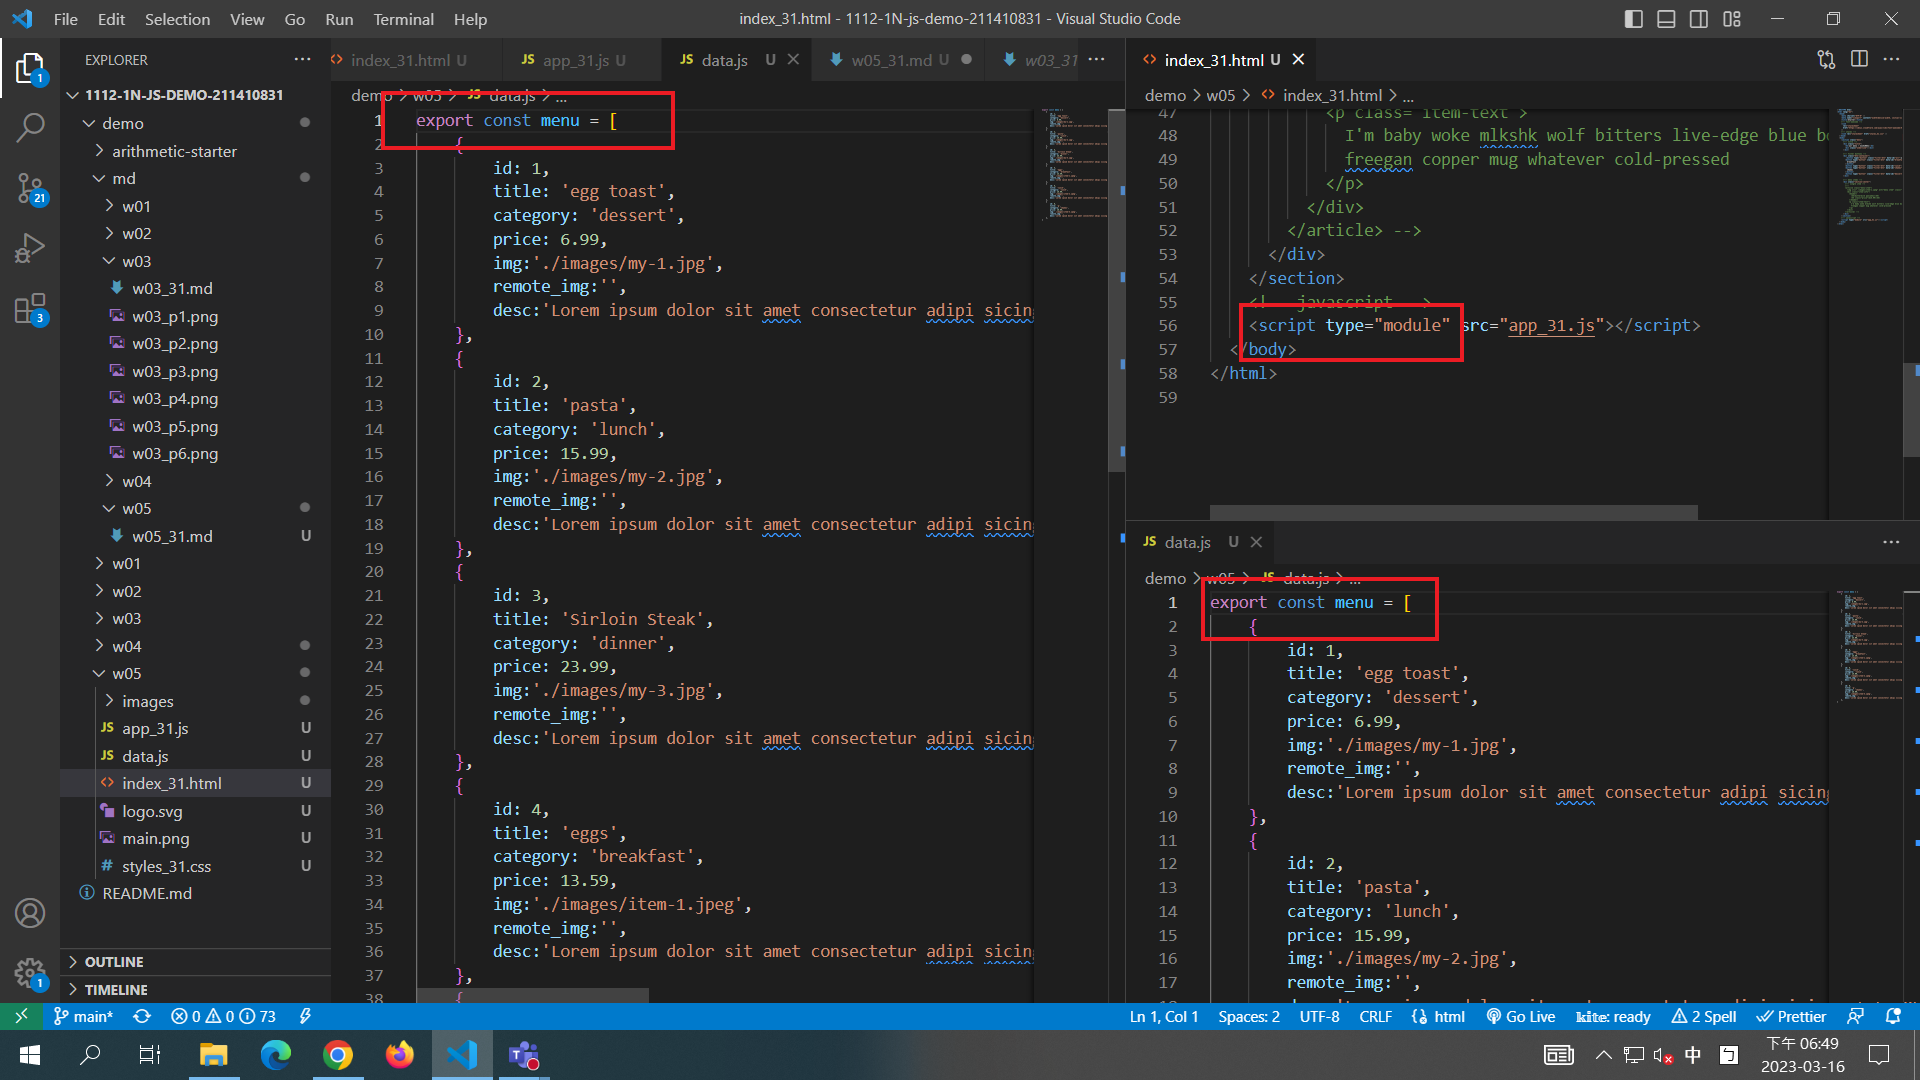 File Edit Selection View Go Run Terminal Help
index_31.html - 1112-1N-js-demo-211410831 - Visual Studio Code
EXPLORER
1112-1N-JS-DEMO-211410831
demo
arithmetic-starter
md
w01
w02
w03
w03_31.md
w03_p1.png
w03_p2.png
w03_p3.png
w03_p4.png
w03_p5.png
w03_p6.png
w04
w05
w05_31.md U
w01
w02
w03
w04
w05
images
app_31.js U
data.js U
index_31.html U
logo.svg U
main.png U
styles_31.css U
README.md
OUTLINE
TIMELINE
1
21
3
1
index_31.html U
app_31.js U
data.js U
w05_31.md U
w03_31
demo > w05 > data.js > ...
1 export const menu = [
2 {
3 id: 1,
4 title: 'egg toast',
5 category: 'dessert',
6 price: 6.99,
7 img:'./images/my-1.jpg',
8 remote_img:'',
9 desc:'Lorem ipsum dolor sit amet consectetur adipi sicing
10 },
11 {
12 id: 2,
13 title: 'pasta',
14 category: 'lunch',
15 price: 15.99,
16 img:'./images/my-2.jpg',
17 remote_img:'',
18 desc:'Lorem ipsum dolor sit amet consectetur adipi sicing
19 },
20 {
21 id: 3,
22 title: 'Sirloin Steak',
23 category: 'dinner',
24 price: 23.99,
25 img:'./images/my-3.jpg',
26 remote_img:'',
27 desc:'Lorem ipsum dolor sit amet consectetur adipi sicing
28 },
29 {
30 id: 4,
31 title: 'eggs',
32 category: 'breakfast',
33 price: 13.59,
34 img:'./images/item-1.jpeg',
35 remote_img:'',
36 desc:'Lorem ipsum dolor sit amet consectetur adipi sicing
37 },
38 {
index_31.html U
demo > w05 > index_31.html > ...
47 <p class="item-text">
48 I'm baby woke mlkshk wolf bitters live-edge blue bo
49 freegan copper mug whatever cold-pressed
50 </p>
51 </div>
52 </article> -->
53 </div>
54 </section>
55 <!-- javascript -->
56 <script type="module" src="app_31.js"></script>
57 </body>
58 </html>
59
data.js U
demo > w05 > data.js > ...
1 export const menu = [
2 {
3 id: 1,
4 title: 'egg toast',
5 category: 'dessert',
6 price: 6.99,
7 img:'./images/my-1.jpg',
8 remote_img:'',
9 desc:'Lorem ipsum dolor sit amet consectetur adipi sicing
10 },
11 {
12 id: 2,
13 title: 'pasta',
14 category: 'lunch',
15 price: 15.99,
16 img:'./images/my-2.jpg',
17 remote_img:'',
main* 0 0 73 Ln 1, Col 1 Spaces: 2 UTF-8 CRLF html Go Live kite: ready 2 Spell Prettier
中 ㄅ
下午 06:49
2023-03-16